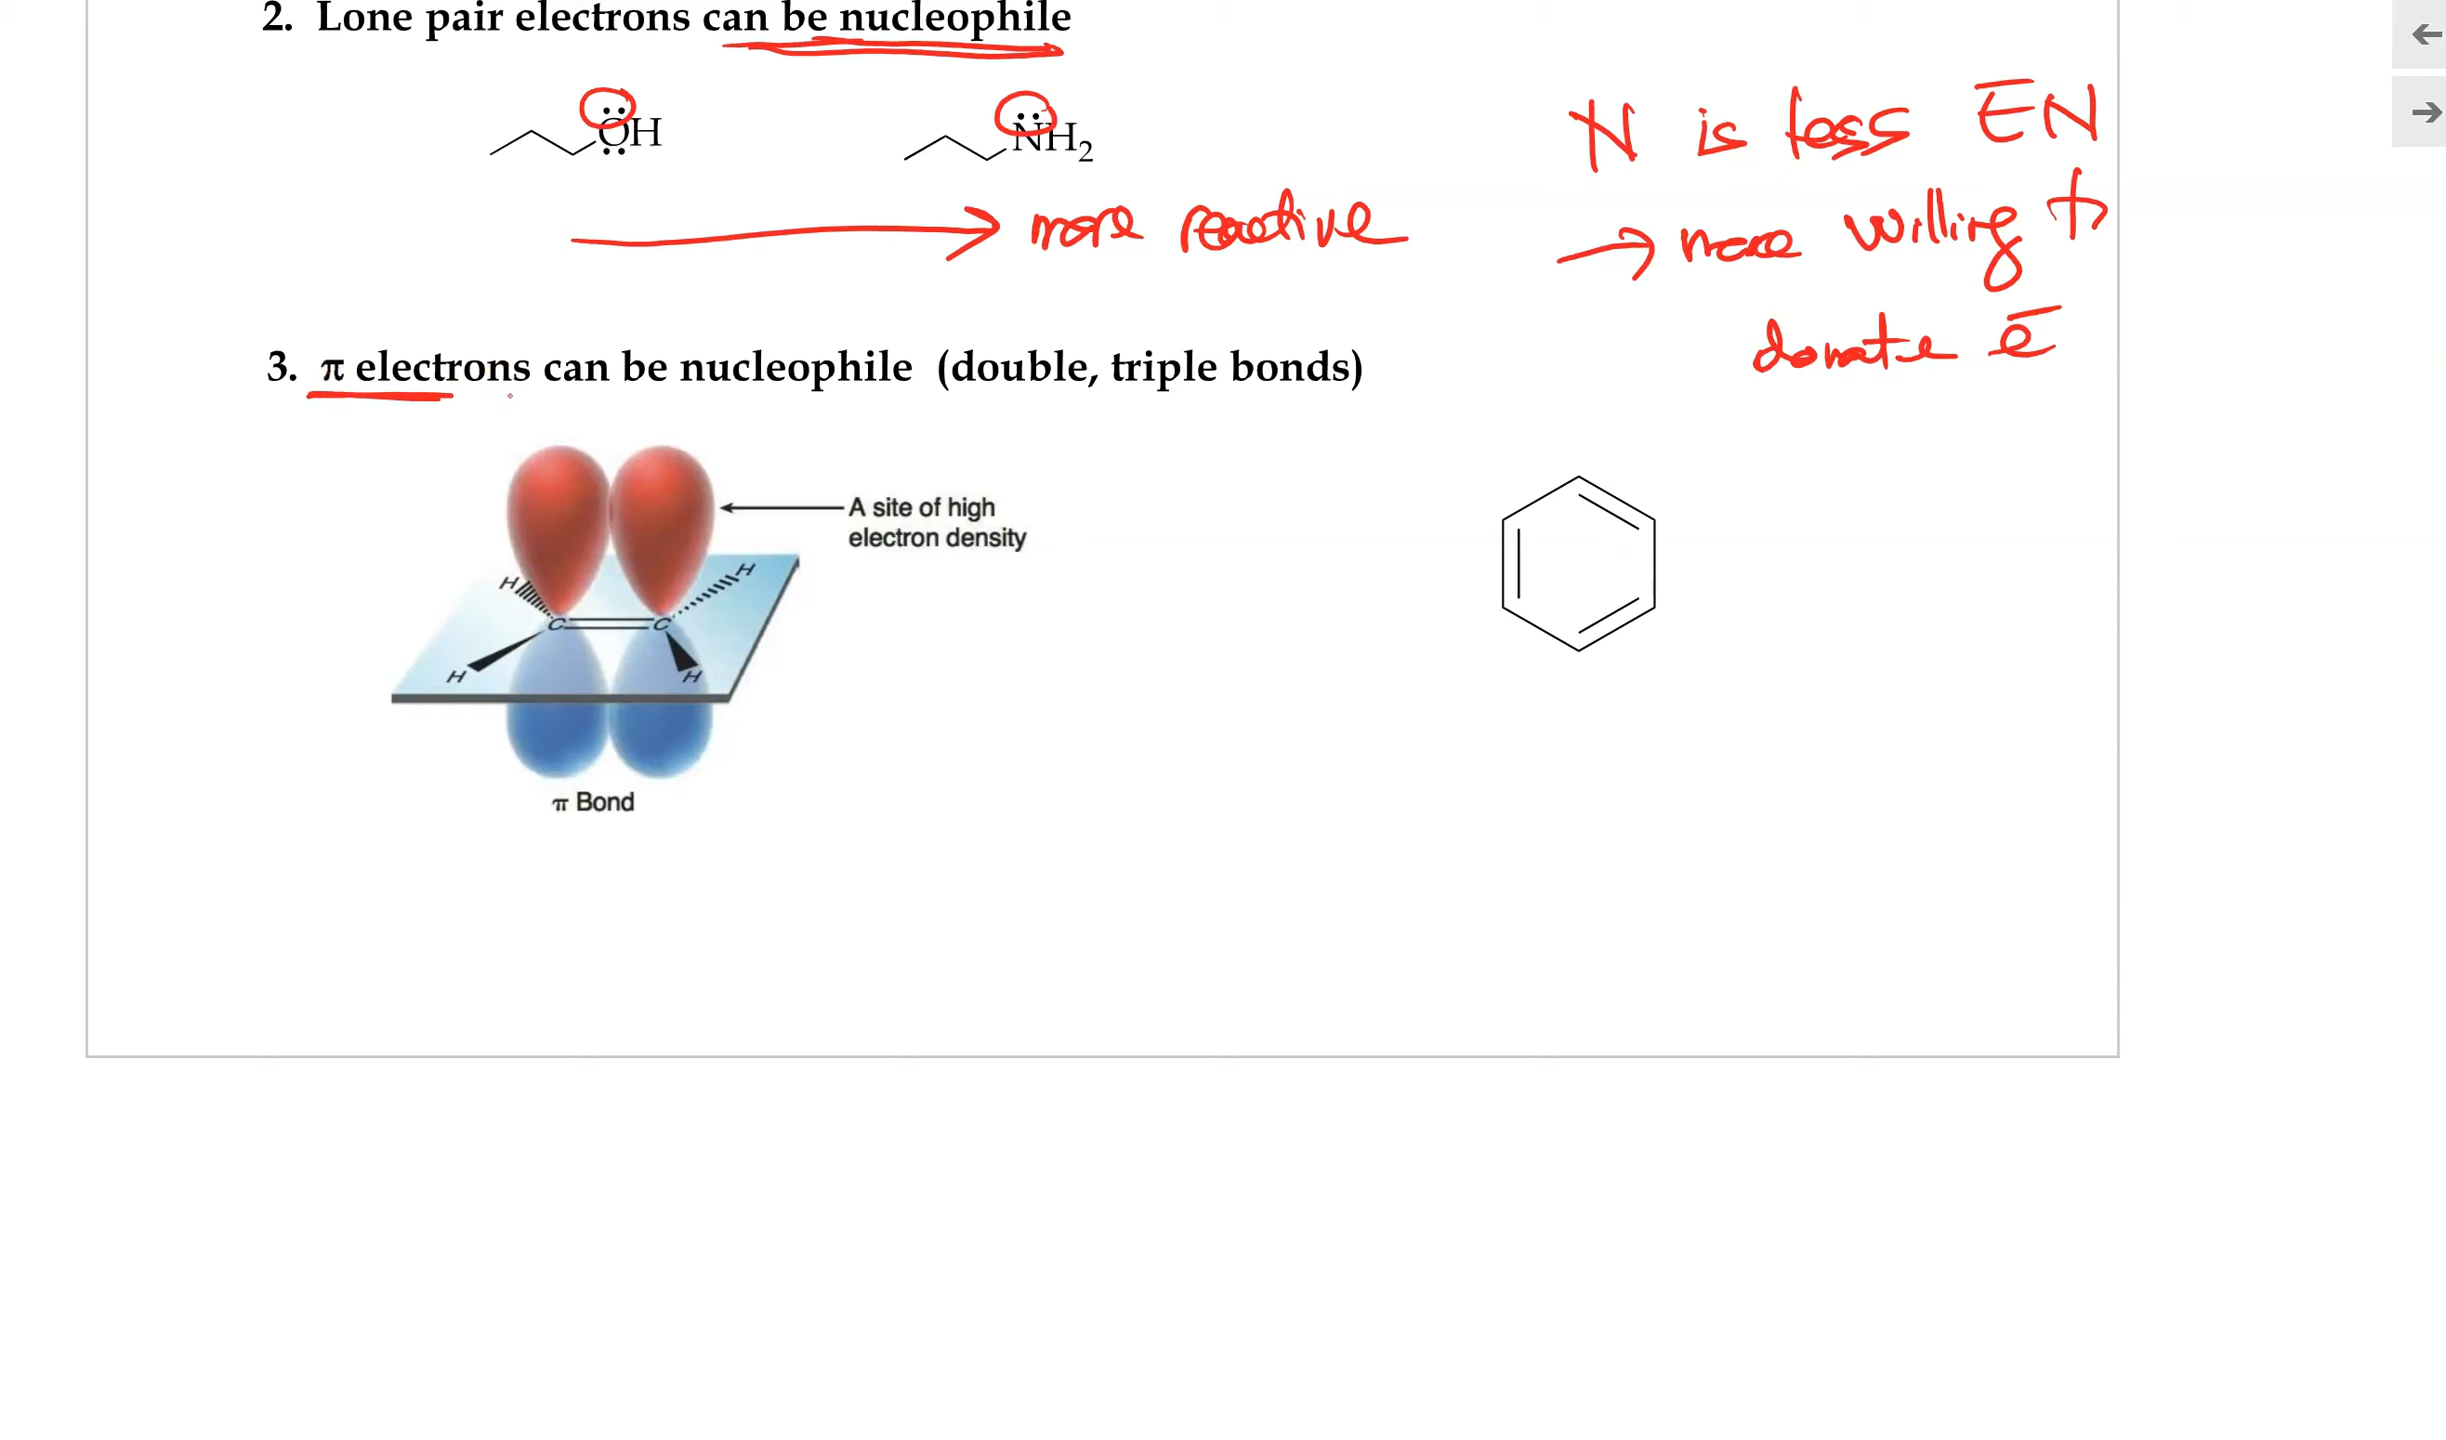 2. Lone pair electrons can be nucleophile
ÖH
NH2
N is less EN
→ more reactive
→ more willing to
donate e-
3. π electrons can be nucleophile (double, triple bonds)
A site of high
electron density
H
H
C
C
H
H
π Bond